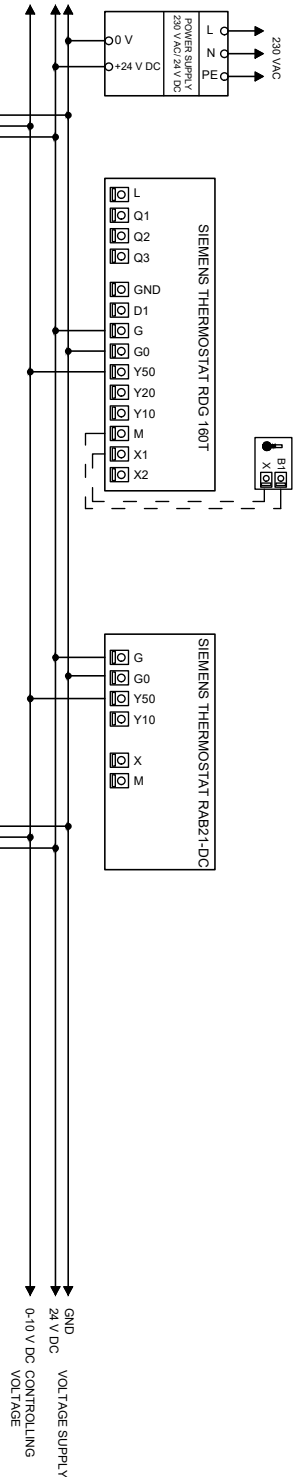 230 VAC
L
N
PE
POWER SUPPLY
230 V AC/ 24 V DC
0 V
+24 V DC
SIEMENS THERMOSTAT RDG 160T
L
Q1
Q2
Q3
GND
D1
G
G0
Y50
Y20
Y10
M
X1
X2
B1
X
SIEMENS THERMOSTAT RAB21-DC
G
G0
Y50
Y10
X
M
GND
24 V DC
VOLTAGE SUPPLY
0-10 V DC CONTROLLING
VOLTAGE